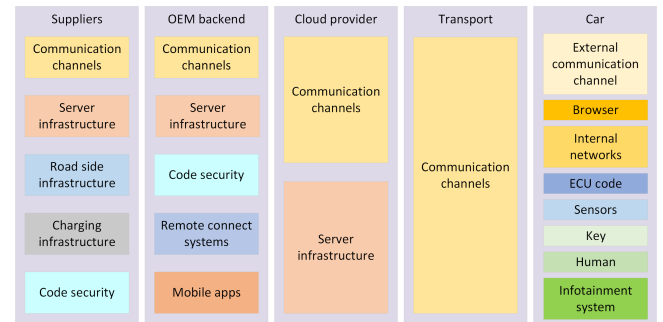 Suppliers
Communication
channels
Server
infrastructure
Road side
infrastructure
Charging
infrastructure
Code security
OEM backend
Communication
channels
Server
infrastructure
Code security
Remote connect
systems
Mobile apps
Cloud provider
Communication
channels
Server
infrastructure
Transport
Communication
channels
Car
External
communication
channel
Browser
Internal
networks
ECU code
Sensors
Key
Human
Infotainment
system